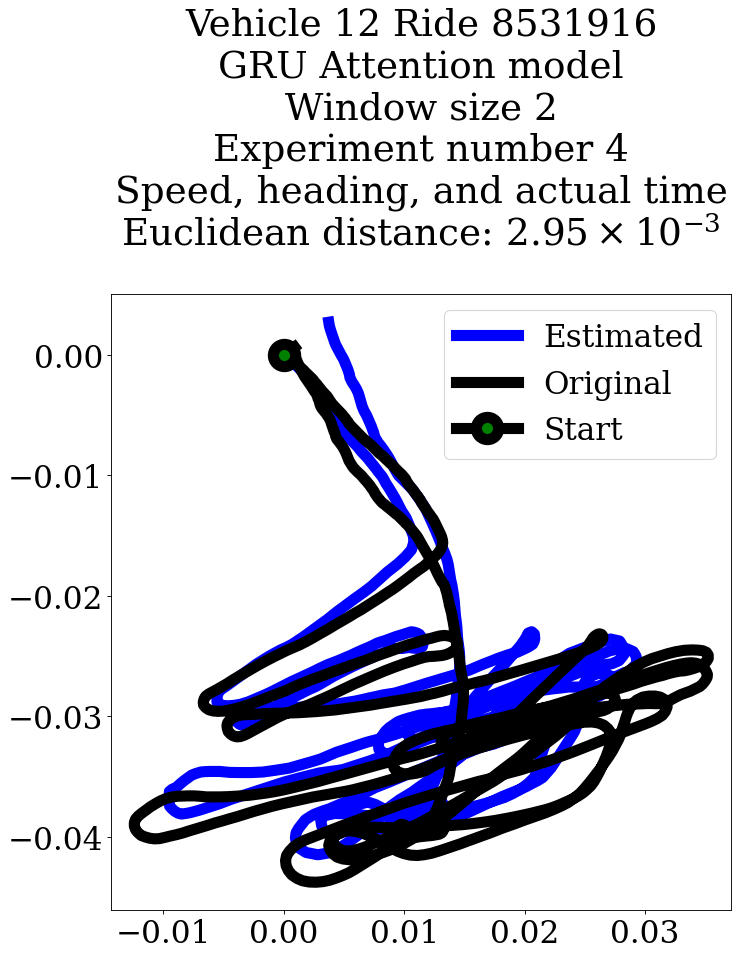 Vehicle 12 Ride 8531916
GRU Attention model
Window size 2
Experiment number 4
Speed, heading, and actual time
Euclidean distance: 2.95 × 10⁻³
Estimated
Original
Start
0.00
−0.01
−0.02
−0.03
−0.04
−0.01 0.00 0.01 0.02 0.03